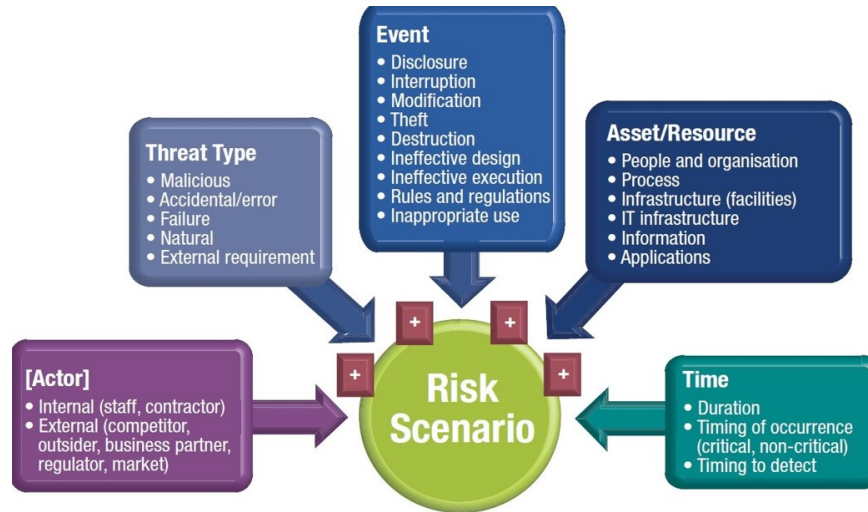 Event
• Disclosure
• Interruption
• Modification
• Theft
• Destruction
• Ineffective design
• Ineffective execution
• Rules and regulations
• Inappropriate use
Threat Type
• Malicious
• Accidental/error
• Failure
• Natural
• External requirement
Asset/Resource
• People and organisation
• Process
• Infrastructure (facilities)
• IT infrastructure
• Information
• Applications
+
+
+
+
[Actor]
• Internal (staff, contractor)
• External (competitor,
outsider, business partner,
regulator, market)
Risk
Scenario
Time
• Duration
• Timing of occurrence
(critical, non-critical)
• Timing to detect